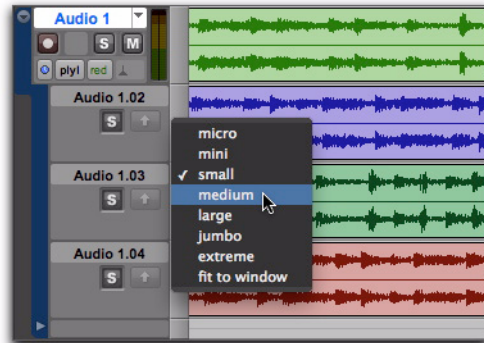 Audio 1
S M
plyl red
Audio 1.02
S
micro
mini
Audio 1.03
✓ small
S
medium
large
jumbo
Audio 1.04
extreme
S
fit to window